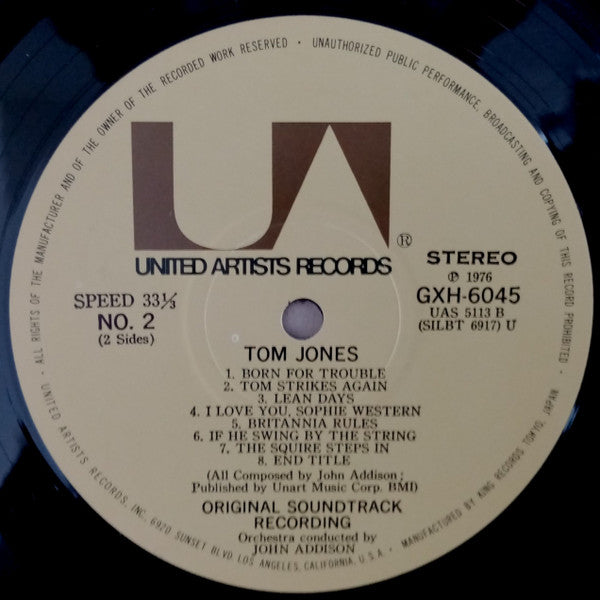 · ALL RIGHTS OF THE MANUFACTURER AND OF THE OWNER OF THE RECORDED WORK RESERVED · UNAUTHORIZED PUBLIC PERFORMANCE, BROADCASTING AND COPYING OF THIS RECORD PROHIBITED ·
UA
®
UNITED ARTISTS RECORDS
STEREO
℗ 1976
SPEED 33⅓
GXH-6045
NO. 2
UAS 5113 B
(2 Sides)
(SILBT 6917) U
TOM JONES
1. BORN FOR TROUBLE
2. TOM STRIKES AGAIN
3. LEAN DAYS
4. I LOVE YOU, SOPHIE WESTERN
5. BRITANNIA RULES
6. IF HE SWING BY THE STRING
7. THE SQUIRE STEPS IN
8. END TITLE
(All Composed by John Addison;
Published by Unart Music Corp. BMI)
ORIGINAL SOUNDTRACK
RECORDING
Orchestra conducted by
JOHN ADDISON
UNITED ARTISTS RECORDS, INC. 6920 SUNSET BLVD. LOS ANGELES, CALIFORNIA, U.S.A. · MANUFACTURED BY KING RECORDS TOKYO, JAPAN